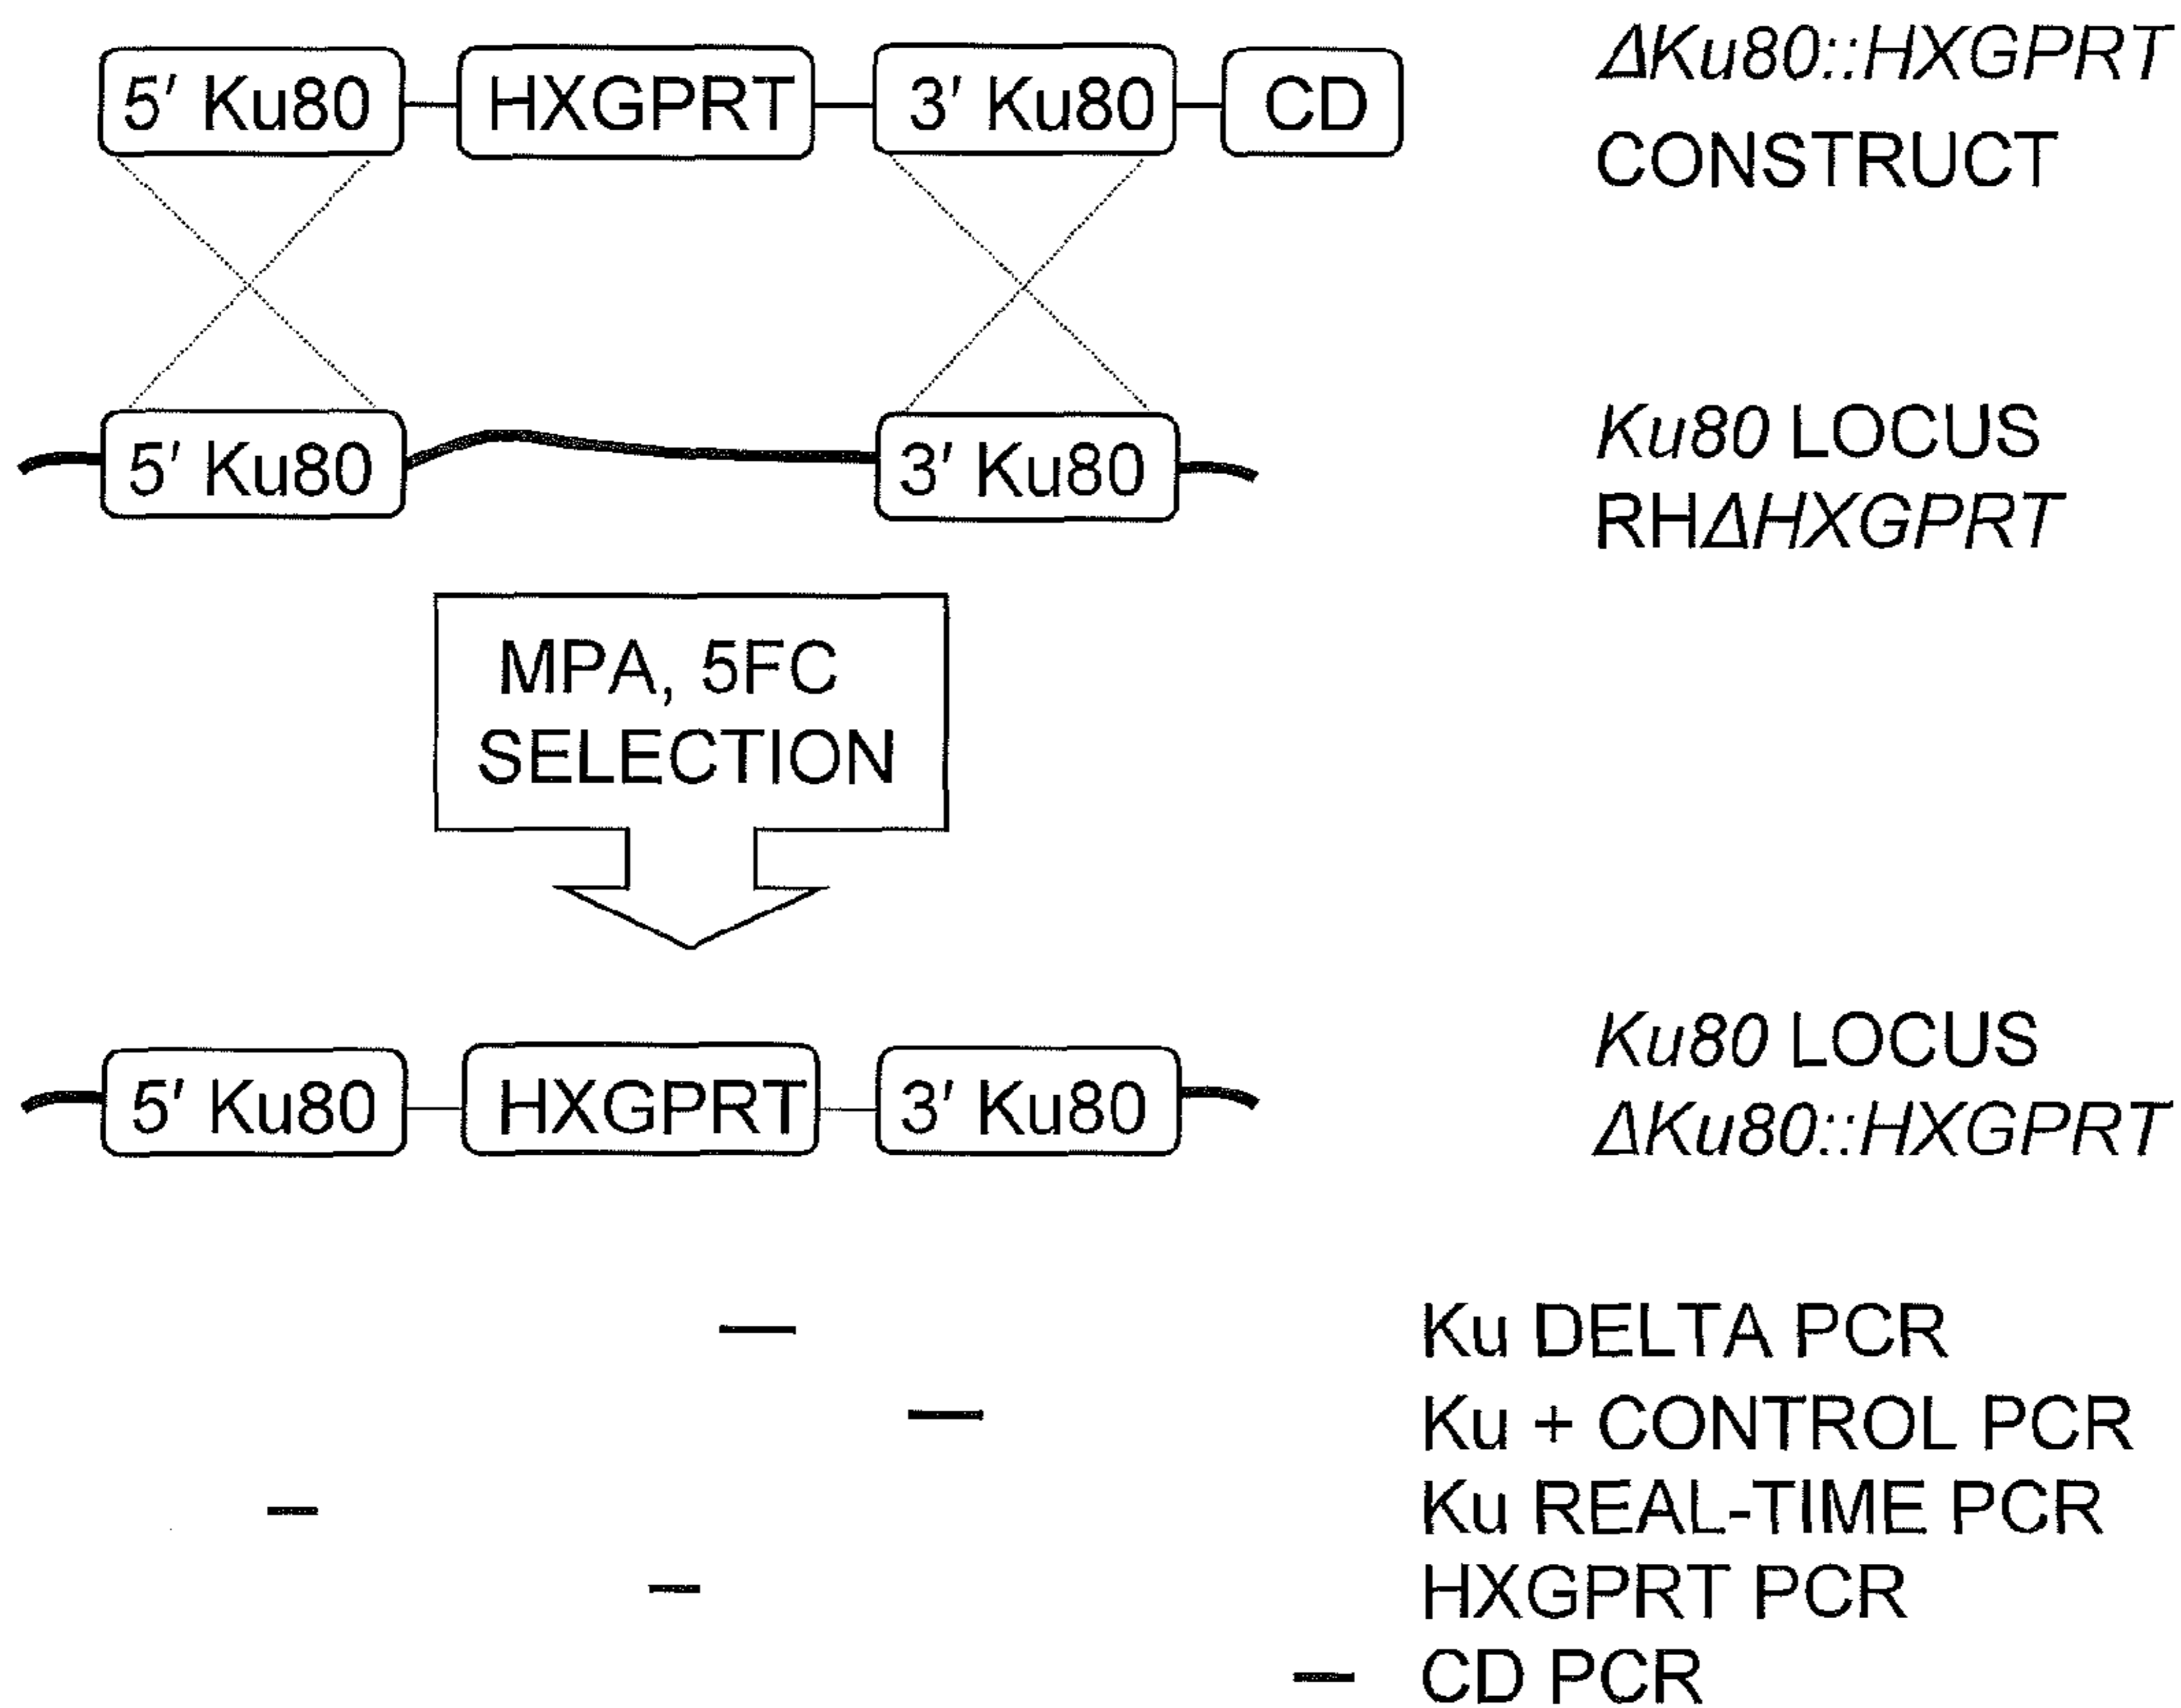 5' Ku80 HXGPRT 3' Ku80 CD ΔKu80::HXGPRT
CONSTRUCT
5' Ku80 3' Ku80 Ku80 LOCUS
RHΔHXGPRT
MPA, 5FC
SELECTION
5' Ku80 HXGPRT 3' Ku80 Ku80 LOCUS
ΔKu80::HXGPRT
Ku DELTA PCR
Ku + CONTROL PCR
Ku REAL-TIME PCR
HXGPRT PCR
CD PCR